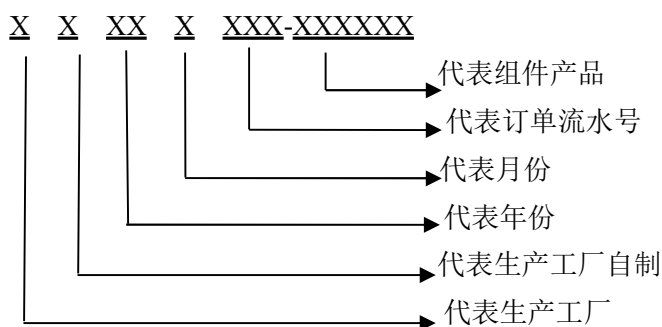 X X XX X XXX-XXXXXX
代表组件产品
代表订单流水号
代表月份
代表年份
代表生产工厂自制
代表生产工厂